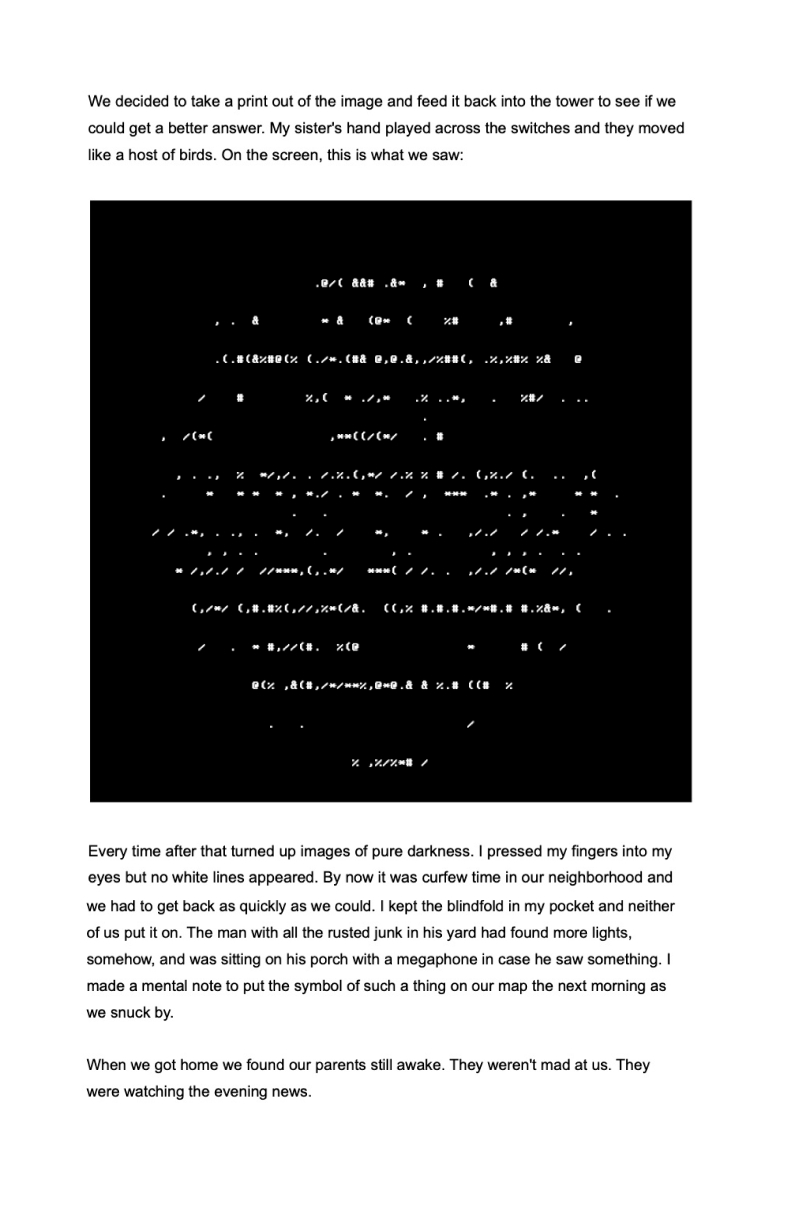 We decided to take a print out of the image and feed it back into the tower to see if we
could get a better answer. My sister's hand played across the switches and they moved
like a host of birds. On the screen, this is what we saw:
.@/( &&# .&* , # ( &
, . & * & (@* ( %# ,# ,
.(.#(&%#@(% (./*.(#& @,@.&,,/%##(, .%,%#% %& @
/ # %,( * ./,* .% ..*, . %#/ . ..
.
, /(*( ,**((/(*/ . #
, . ., % */,/. . /.%.(,*/ /.% % # /. (,%./ (. .. ,(
. * * * * , *./ . * *. / , *** .* . ,* * * .
. . . , . *
/ / .*, . ., . *, /. / *, * . ,/./ / /.* / . .
, , . . . , . , , , . . .
* /,/./ / //***,(,.*/ ***( / /. . ,/./ /*(* //,
(,/*/ (,#.#%(,//,%*(/&. ((,% #.#.#.*/*#.# #.%&*, ( .
/ . * #,//(#. %(@ * # ( /
@(% ,&(#,/*/**%,@*@.& & %.# ((# %
. . /
% ,%/%*# /
Every time after that turned up images of pure darkness. I pressed my fingers into my
eyes but no white lines appeared. By now it was curfew time in our neighborhood and
we had to get back as quickly as we could. I kept the blindfold in my pocket and neither
of us put it on. The man with all the rusted junk in his yard had found more lights,
somehow, and was sitting on his porch with a megaphone in case he saw something. I
made a mental note to put the symbol of such a thing on our map the next morning as
we snuck by.
When we got home we found our parents still awake. They weren't mad at us. They
were watching the evening news.